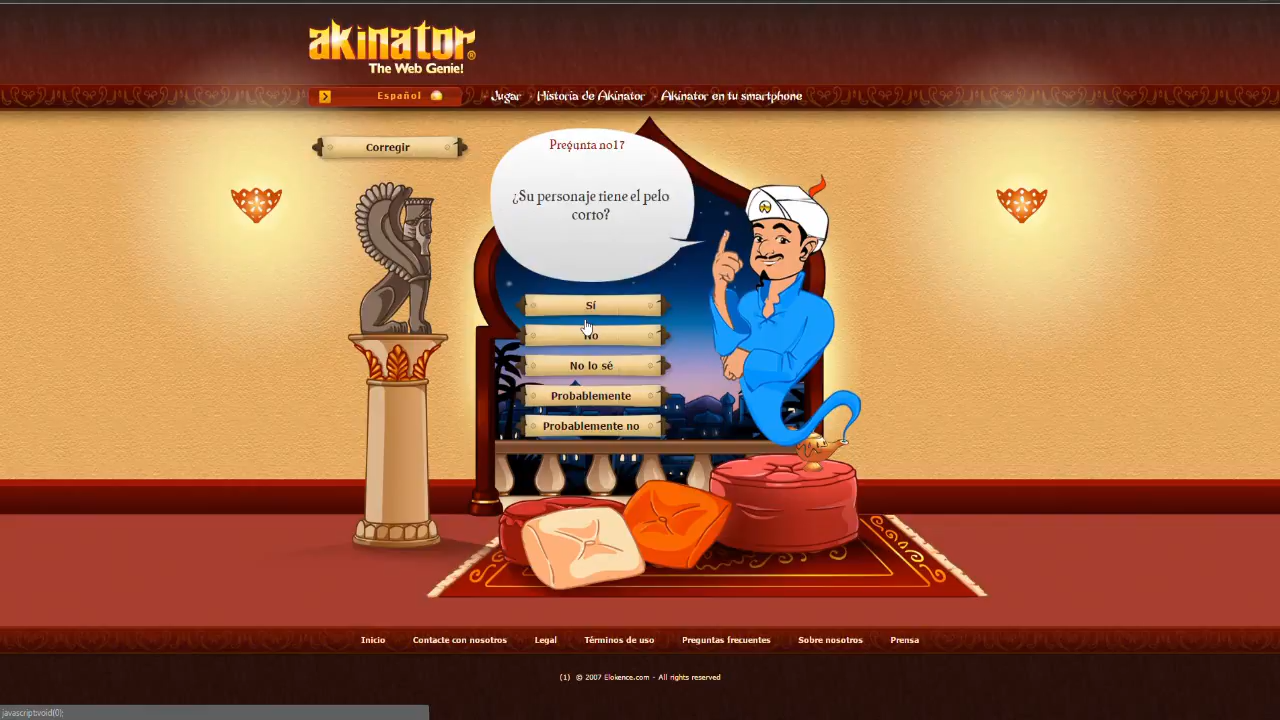 akinator®
The Web Genie!
Español
Jugar
Historia de Akinator
Akinator en tu smartphone
Corregir
Pregunta nº17
¿Su personaje tiene el pelo
corto?
Sí
No
No lo sé
Probablemente
Probablemente no
Inicio
Contacte con nosotros
Legal
Términos de uso
Preguntas frecuentes
Sobre nosotros
Prensa
(1) © 2007 Elokence.com - All rights reserved
javascript:void(0);